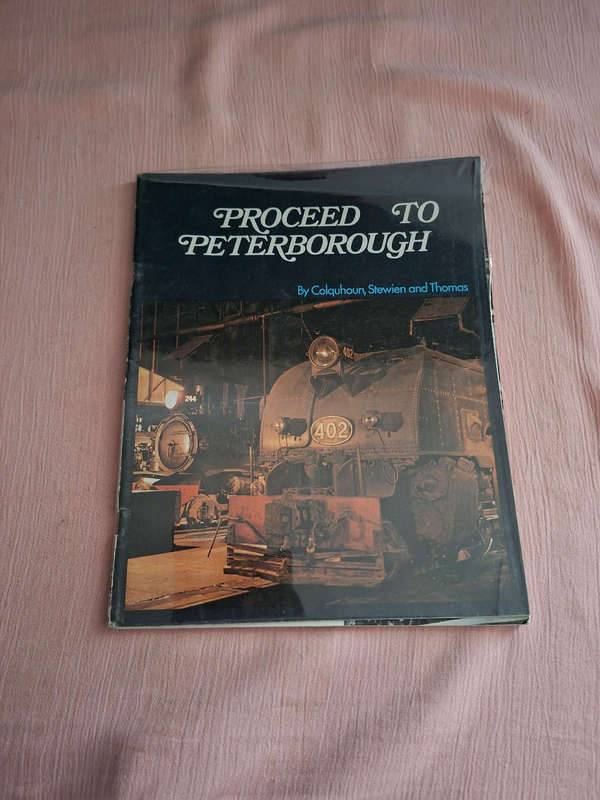 PROCEED TO
PETERBOROUGH
By Colquhoun, Stewien and Thomas
402
244
402